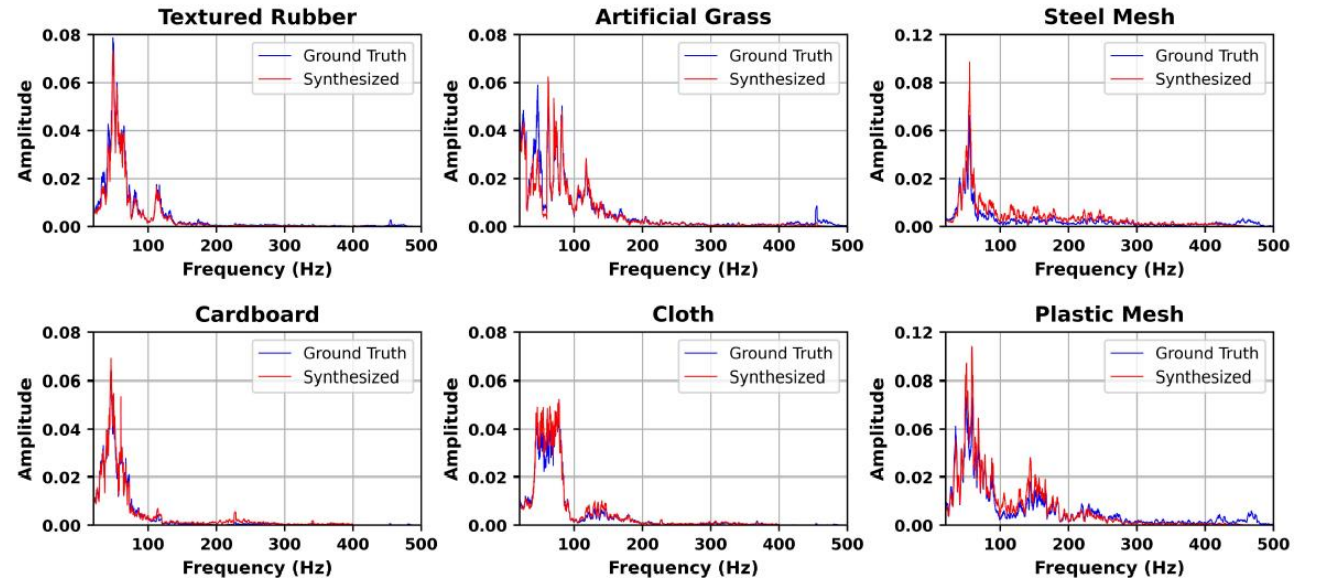 Textured Rubber
0.08
0.06
0.04
0.02
0.00
Amplitude
Ground Truth
Synthesized
100 200 300 400 500
Frequency (Hz)
Artificial Grass
0.08
0.06
0.04
0.02
0.00
Amplitude
Ground Truth
Synthesized
100 200 300 400 500
Frequency (Hz)
Steel Mesh
0.12
0.08
0.06
0.02
0.00
Amplitude
Ground Truth
Synthesized
100 200 300 400 500
Frequency (Hz)
Cardboard
0.08
0.06
0.04
0.02
0.00
Amplitude
Ground Truth
Synthesized
100 200 300 400 500
Frequency (Hz)
Cloth
0.08
0.06
0.04
0.02
0.00
Amplitude
Ground Truth
Synthesized
100 200 300 400 500
Frequency (Hz)
Plastic Mesh
0.12
0.08
0.06
0.02
0.00
Amplitude
Ground Truth
Synthesized
100 200 300 400 500
Frequency (Hz)